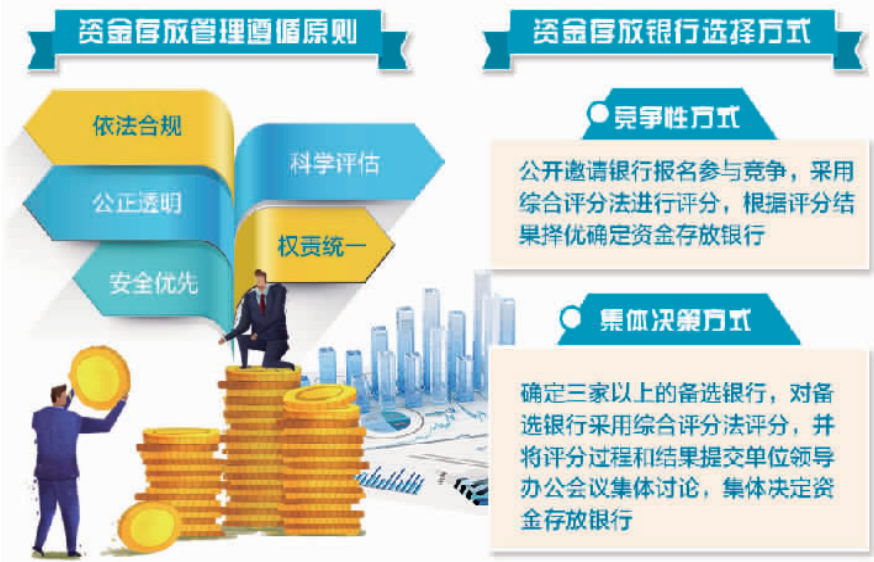 资金存放管理遵循原则
依法合规
科学评估
公正透明
权责统一
安全优先
资金存放银行选择方式
竞争性方式
公开邀请银行报名参与竞争，采用
综合评分法进行评分，根据评分结
果择优确定资金存放银行
集体决策方式
确定三家以上的备选银行，对备
选银行采用综合评分法评分，并
将评分过程和结果提交单位领导
办公会议集体讨论，集体决定资
金存放银行